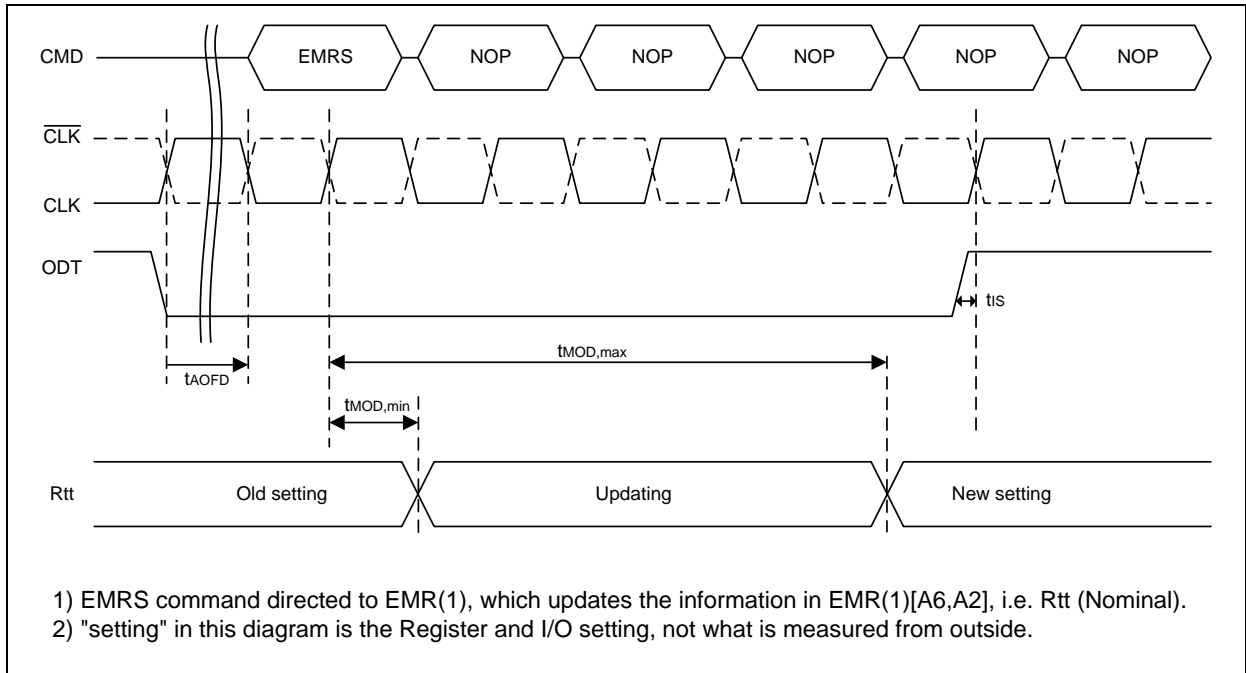 CMD EMRS NOP NOP NOP NOP NOP
CLK
CLK
ODT
tIS
tMOD,max
tAOFD
tMOD,min
Rtt Old setting Updating New setting
1) EMRS command directed to EMR(1), which updates the information in EMR(1)[A6,A2], i.e. Rtt (Nominal).
2) "setting" in this diagram is the Register and I/O setting, not what is measured from outside.